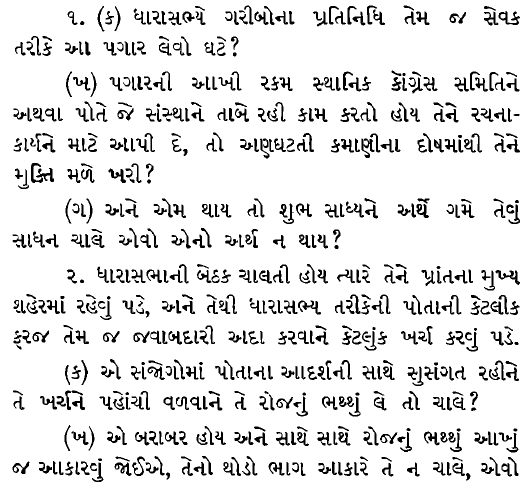 ૧. (ક) ધારાસભ્યે ગરીબોના પ્રતિનિધિ તેમ જ સેવક
તરીકે આ પગાર લેવો ઘટે?
(ખ) પગારની આખી રકમ સ્થાનિક કૉંગ્રેસ સમિતિને
અથવા પોતે જે સંસ્થાને તાબે રહી કામ કરતો હોય તેને રચના-
કાર્યને માટે આપી દે, તો અણઘટતી કમાણીના દોષમાંથી તેને
મુક્તિ મળે ખરી?
(ગ) અને એમ થાય તો શુભ સાધ્યને અર્થે ગમે તેવું
સાધન ચાલે એવો એનો અર્થ ન થાય?
૨. ધારાસભાની બેઠક ચાલતી હોય ત્યારે તેને પ્રાંતના મુખ્ય
શહેરમાં રહેવું પડે, અને તેથી ધારાસભ્ય તરીકેની પોતાની કેટલીક
ફરજ તેમ જ જવાબદારી અદા કરવાને કેટલુંક ખર્ચ કરવું પડે.
(ક) એ સંજોગોમાં પોતાના આદર્શની સાથે સુસંગત રહીને
તે ખર્ચને પહોંચી વળવાને તે રોજનું ભથ્થું લે તો ચાલે?
(ખ) એ બરાબર હોય અને સાથે સાથે રોજનું ભથ્થું આખું
જ આકારવું જોઈએ, તેનો થોડો ભાગ આકારે તે ન ચાલે, એવો